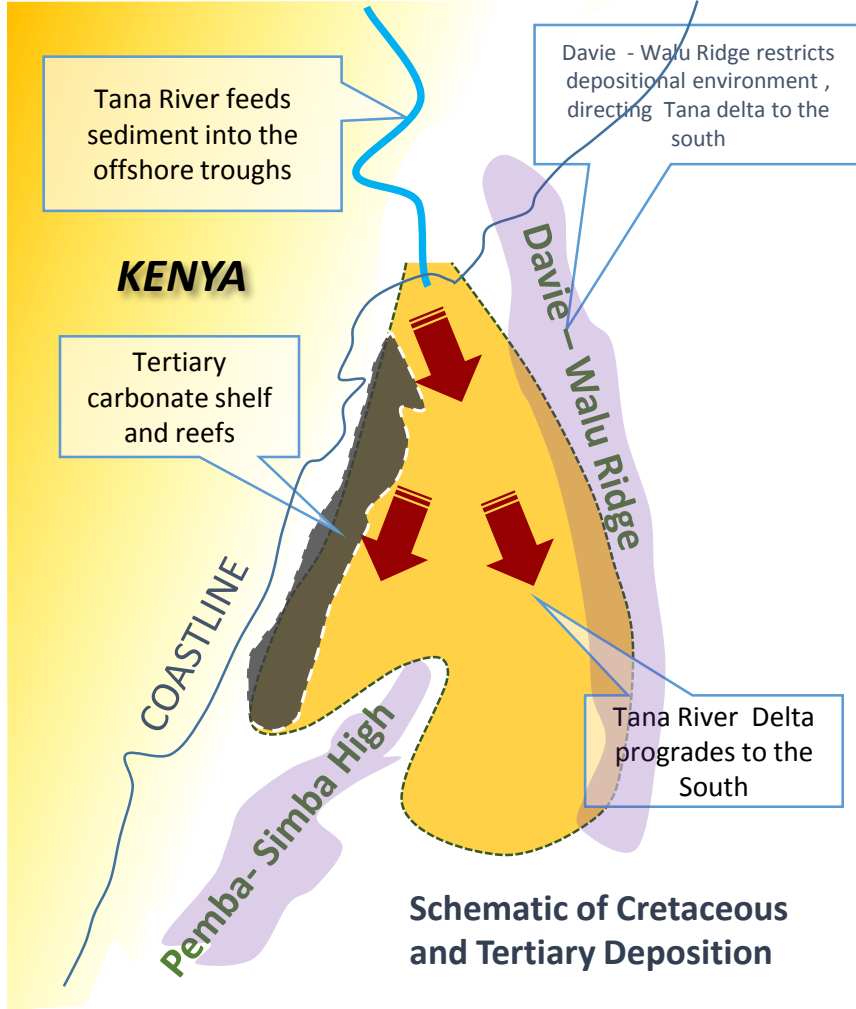 Tana River feeds
sediment into the
offshore troughs
Davie - Walu Ridge restricts
depositional environment ,
directing Tana delta to the
south
KENYA
Davie – Walu Ridge
Tertiary
carbonate shelf
and reefs
COASTLINE
Tana River Delta
progrades to the
South
Pemba- Simba High
Schematic of Cretaceous
and Tertiary Deposition